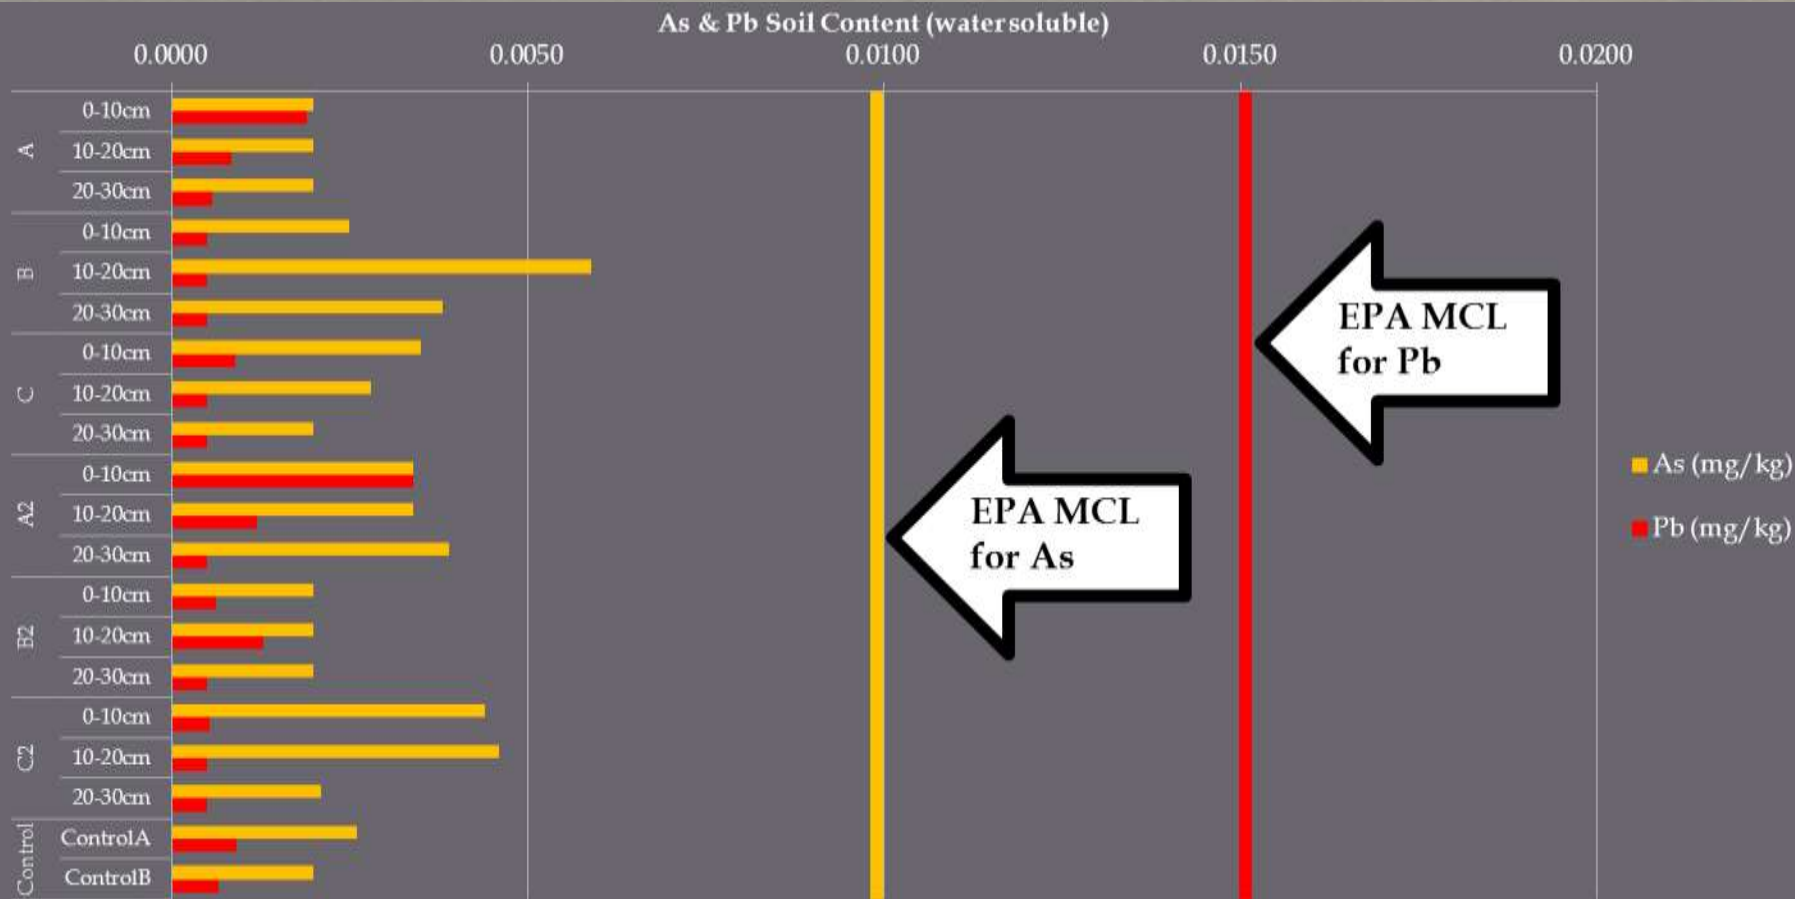 As & Pb Soil Content (watersoluble)
0.0000 0.0050 0.0100 0.0150 0.0200
A
0-10cm
10-20cm
20-30cm
B
0-10cm
10-20cm
20-30cm
C
0-10cm
10-20cm
20-30cm
A2
0-10cm
10-20cm
20-30cm
B2
0-10cm
10-20cm
20-30cm
C2
0-10cm
10-20cm
20-30cm
Control
ControlA
ControlB
EPA MCL
for Pb
EPA MCL
for As
As (mg/kg)
Pb (mg/kg)